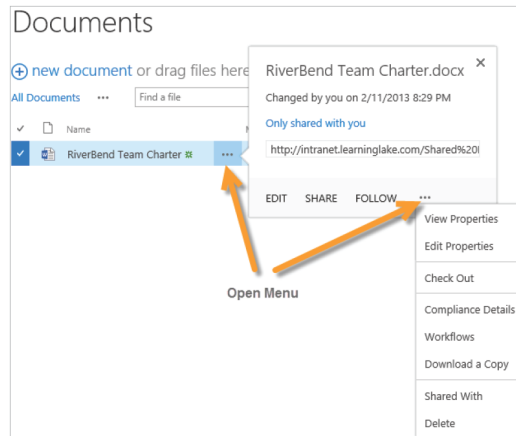 Documents
new document or drag files here
All Documents ••• Find a file
Name
RiverBend Team Charter •••
RiverBend Team Charter.docx
Changed by you on 2/11/2013 8:29 PM
Only shared with you
http://intranet.learninglake.com/Shared%20
EDIT SHARE FOLLOW •••
View Properties
Edit Properties
Check Out
Compliance Details
Workflows
Download a Copy
Shared With
Delete
Open Menu